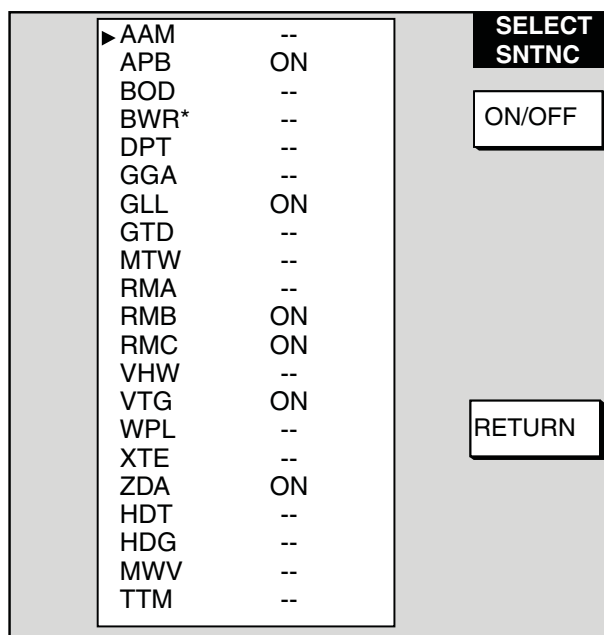 ▶AAM --
APB ON
BOD --
BWR* --
DPT --
GGA --
GLL ON
GTD --
MTW --
RMA --
RMB ON
RMC ON
VHW --
VTG ON
WPL --
XTE --
ZDA ON
HDT --
HDG --
MWV --
TTM --
SELECT
SNTNC
ON/OFF
RETURN